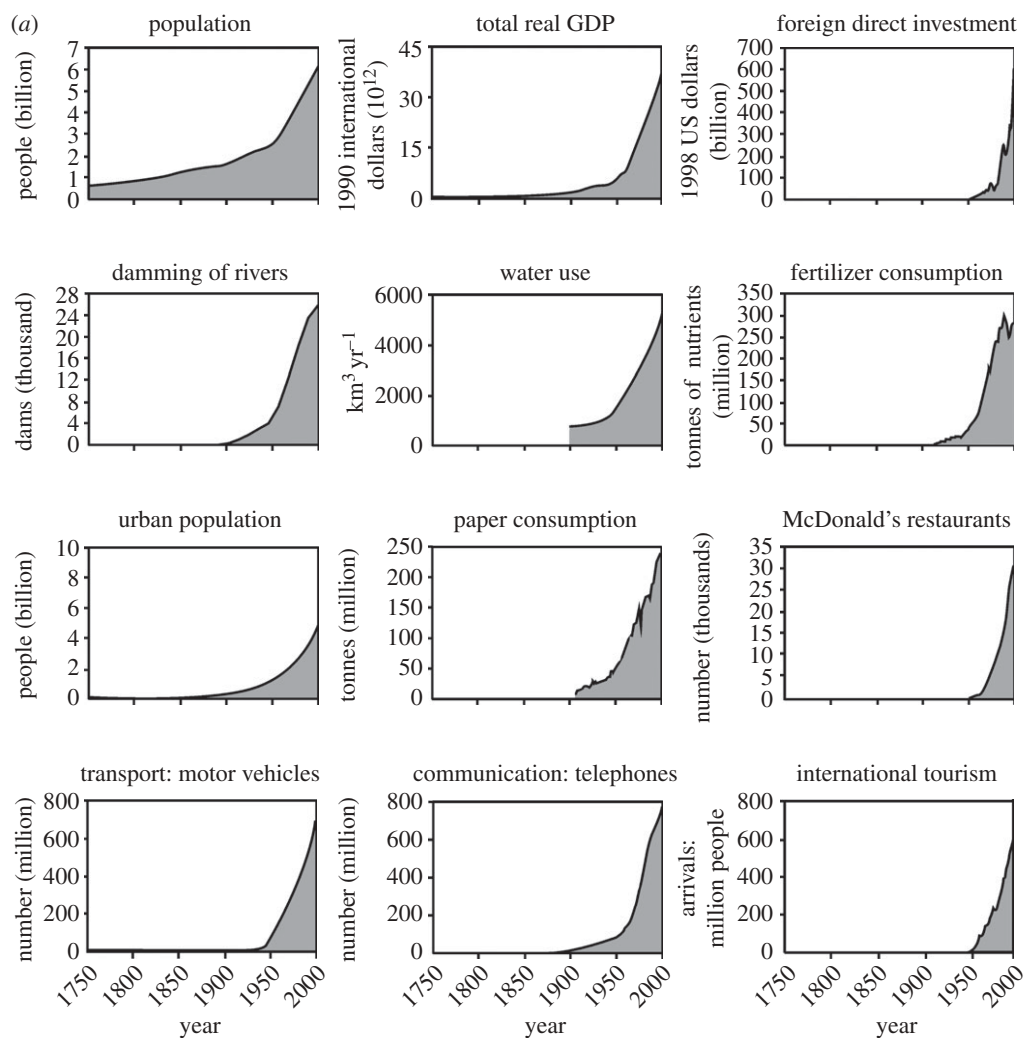 (a)
population
people (billion)
7
6
5
4
3
2
1
0
total real GDP
1990 international
dollars (10¹²)
45
30
15
0
foreign direct investment
1998 US dollars
(billion)
700
600
500
400
300
200
100
0
damming of rivers
dams (thousand)
28
24
20
16
12
8
4
0
water use
km³ yr⁻¹
6000
4000
2000
0
fertilizer consumption
tonnes of nutrients
(million)
350
300
250
200
150
100
50
0
urban population
people (billion)
10
8
6
4
2
0
paper consumption
tonnes (million)
250
200
150
100
50
0
McDonald's restaurants
number (thousands)
35
30
25
20
15
10
5
0
transport: motor vehicles
number (million)
800
600
400
200
0
1750
1800
1850
1900
1950
2000
year
communication: telephones
number (million)
800
600
400
200
0
1750
1800
1850
1900
1950
2000
year
international tourism
arrivals:
million people
800
600
400
200
0
1750
1800
1850
1900
1950
2000
year